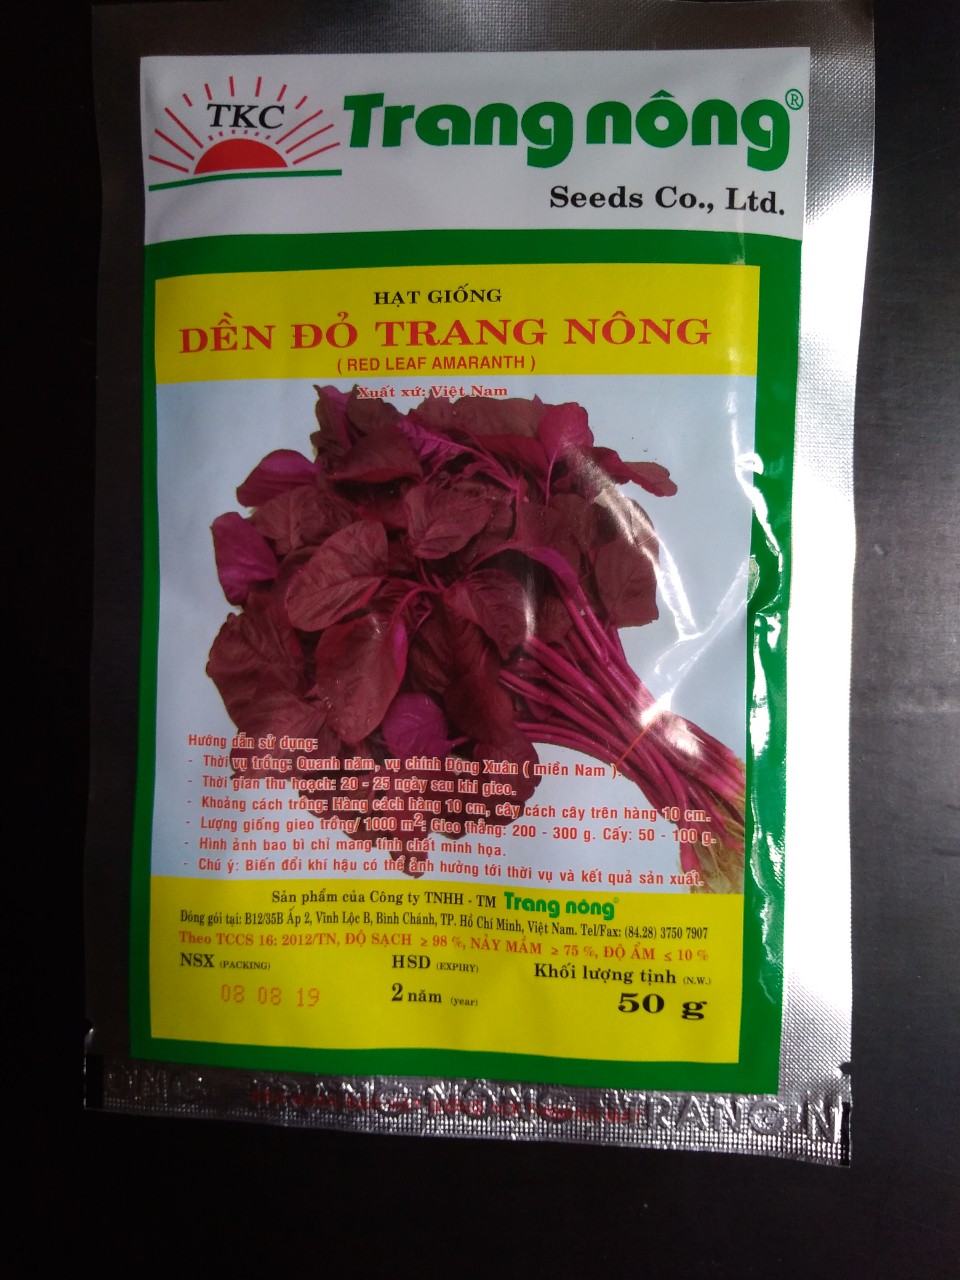 TKC
Trang nông®
Seeds Co., Ltd.
HẠT GIỐNG
DỀN ĐỎ TRANG NÔNG
( RED LEAF AMARANTH )
Xuất xứ: Việt Nam
Hướng dẫn sử dụng:
- Thời vụ trồng: Quanh năm, vụ chính Đông Xuân ( miền Nam ).
- Thời gian thu hoạch: 20 - 25 ngày sau khi gieo.
- Khoảng cách trồng: Hàng cách hàng 10 cm, cây cách cây trên hàng 10 cm.
- Lượng giống gieo trồng/ 1000 m²: Gieo thẳng: 200 - 300 g. Cấy: 50 - 100 g.
- Hình ảnh bao bì chỉ mang tính chất minh họa.
- Chú ý: Biến đổi khí hậu có thể ảnh hưởng tới thời vụ và kết quả sản xuất.
Sản phẩm của Công ty TNHH - TM Trang nông®
Đóng gói tại: B12/35B Ấp 2, Vĩnh Lộc B, Bình Chánh, TP. Hồ Chí Minh, Việt Nam. Tel/Fax: (84.28) 3750 7907
Theo TCCS 16: 2012/TN, ĐỘ SẠCH ≥ 98 %, NẢY MẦM ≥ 75 %, ĐỘ ẨM ≤ 10 %
NSX (PACKING) HSD (EXPIRY) Khối lượng tịnh (N.W.)
08 08 19 2 năm (year) 50 g
ONG TRANG NÔNG TRANG N